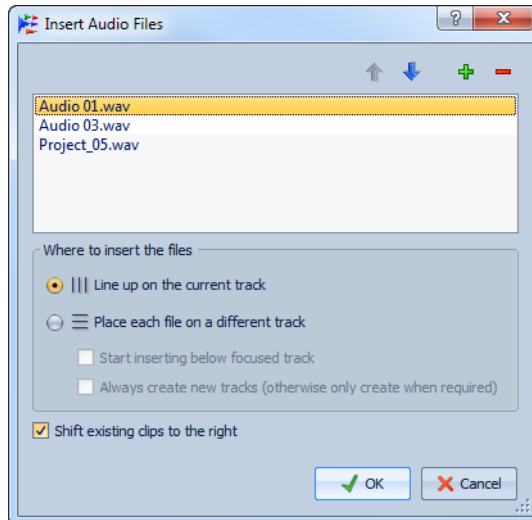 Insert Audio Files
?
Audio 01.wav
Audio 03.wav
Project_05.wav
Where to insert the files
Line up on the current track
Place each file on a different track
Start inserting below focused track
Always create new tracks (otherwise only create when required)
Shift existing clips to the right
OK
Cancel